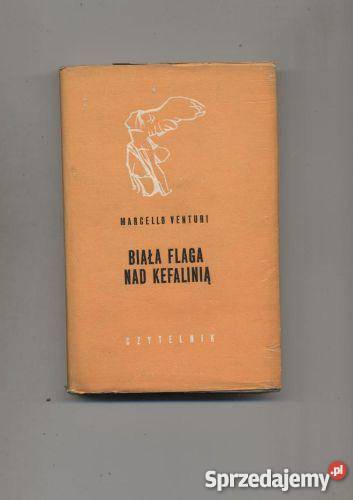 MARCELLO VENTURI
BIAŁA FLAGA
NAD KEFALINIĄ
CZYTELNIK
Sprzedajemy.pl